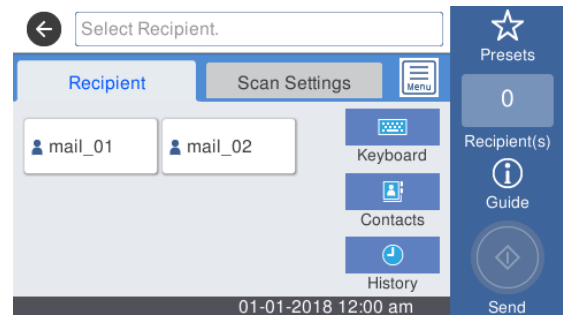 Select Recipient.
Presets
Recipient
Scan Settings
Menu
0
Recipient(s)
mail_01
mail_02
Keyboard
Guide
Contacts
History
01-01-2018 12:00 am
Send